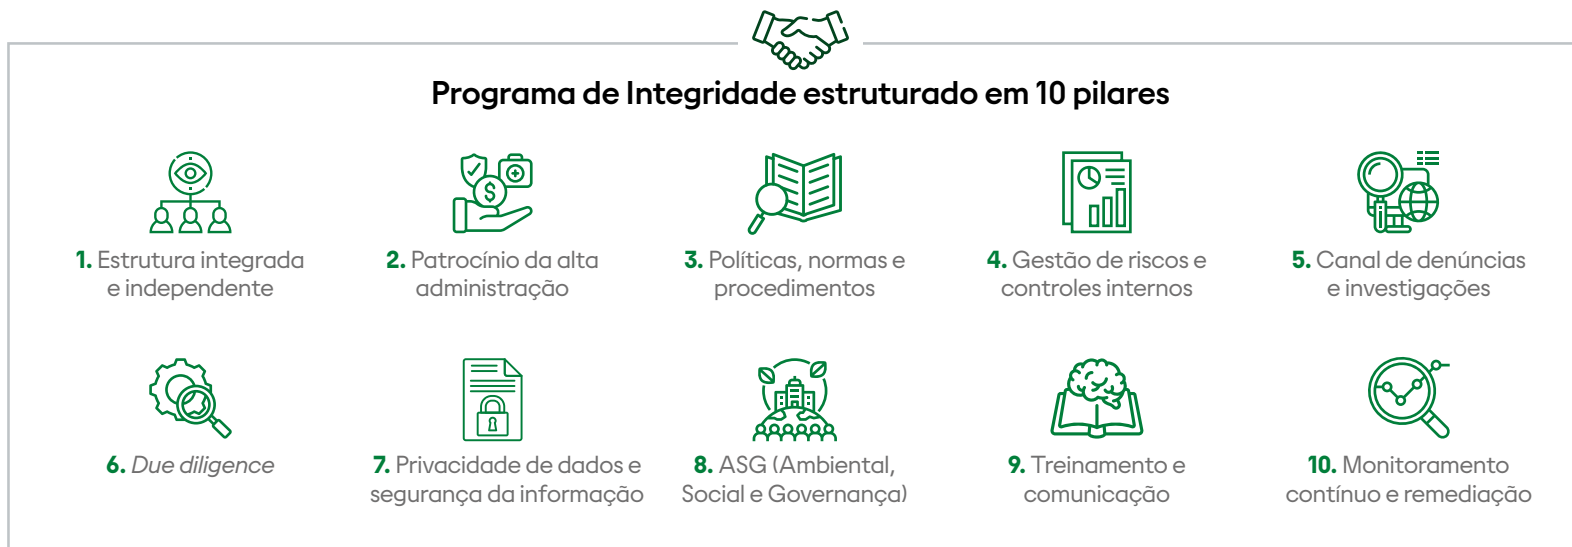 Programa de Integridade estruturado em 10 pilares
1. Estrutura integrada
e independente
2. Patrocínio da alta
administração
3. Políticas, normas e
procedimentos
4. Gestão de riscos e
controles internos
5. Canal de denúncias
e investigações
6. Due diligence
7. Privacidade de dados e
segurança da informação
8. ASG (Ambiental,
Social e Governança)
9. Treinamento e
comunicação
10. Monitoramento
contínuo e remediação